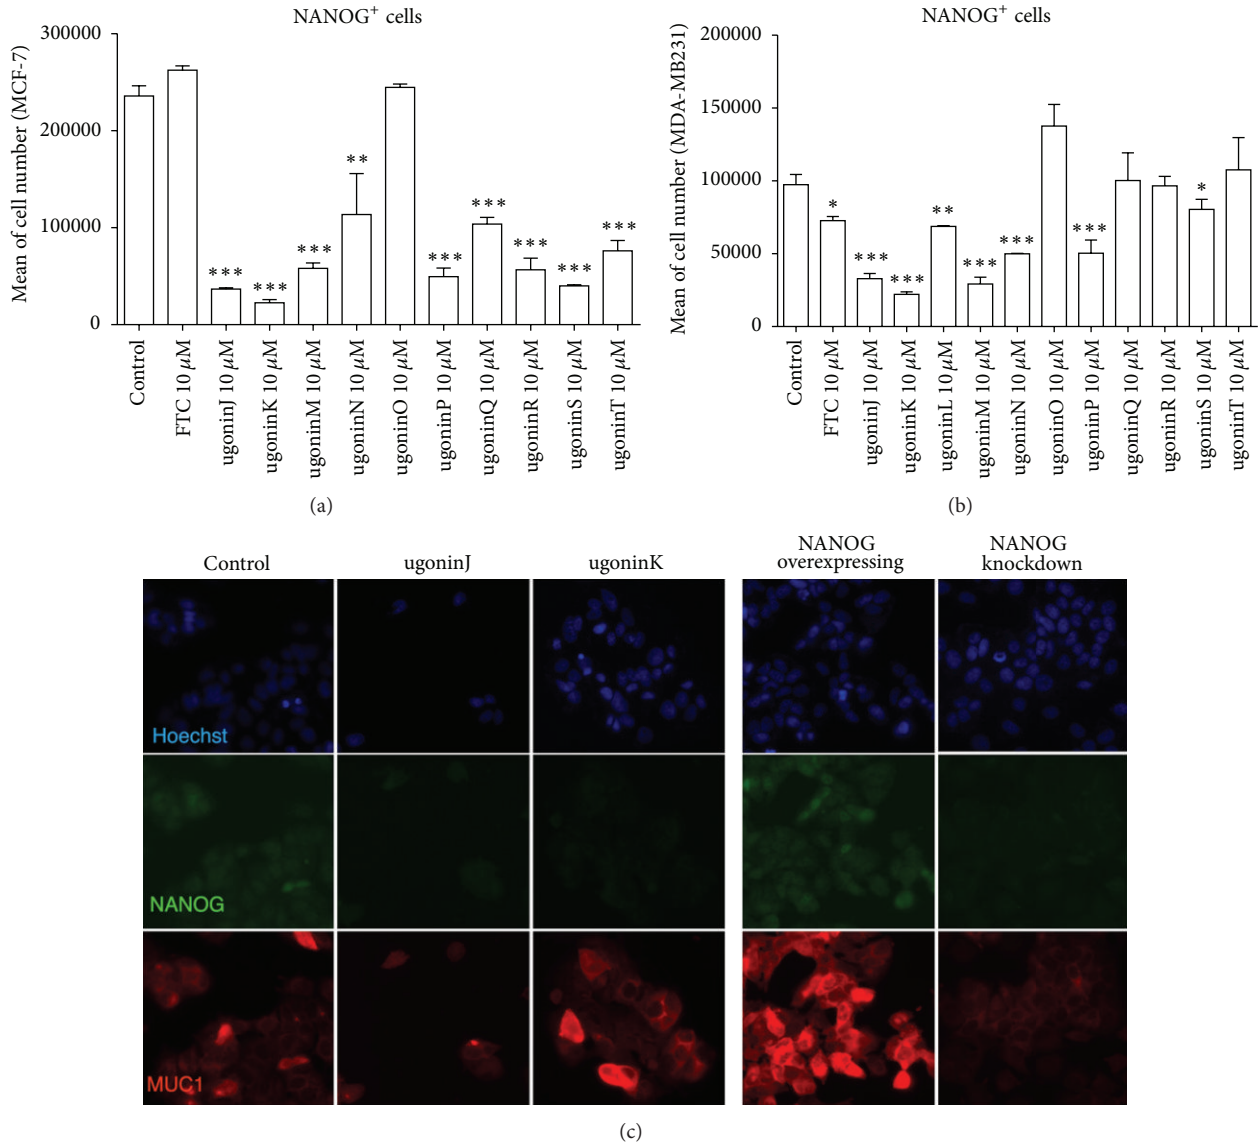 NANOG+ cells
Mean of cell number (MCF-7)
300000
200000
100000
0
** 
***
***
***
***
***
***
***
***
Control
FTC 10 µM
ugoninJ 10 µM
ugoninK 10 µM
ugoninM 10 µM
ugoninN 10 µM
ugoninO 10 µM
ugoninP 10 µM
ugoninQ 10 µM
ugoninR 10 µM
ugoninS 10 µM
ugoninT 10 µM
(a)
NANOG+ cells
Mean of cell number (MDA-MB231)
200000
150000
100000
50000
0
*
***
***
**
***
***
***
*
Control
FTC 10 µM
ugoninJ 10 µM
ugoninK 10 µM
ugoninL 10 µM
ugoninM 10 µM
ugoninN 10 µM
ugoninO 10 µM
ugoninP 10 µM
ugoninQ 10 µM
ugoninR 10 µM
ugoninS 10 µM
ugoninT 10 µM
(b)
Control
ugoninJ
ugoninK
NANOG
overexpressing
NANOG
knockdown
Hoechst
NANOG
MUC1
(c)